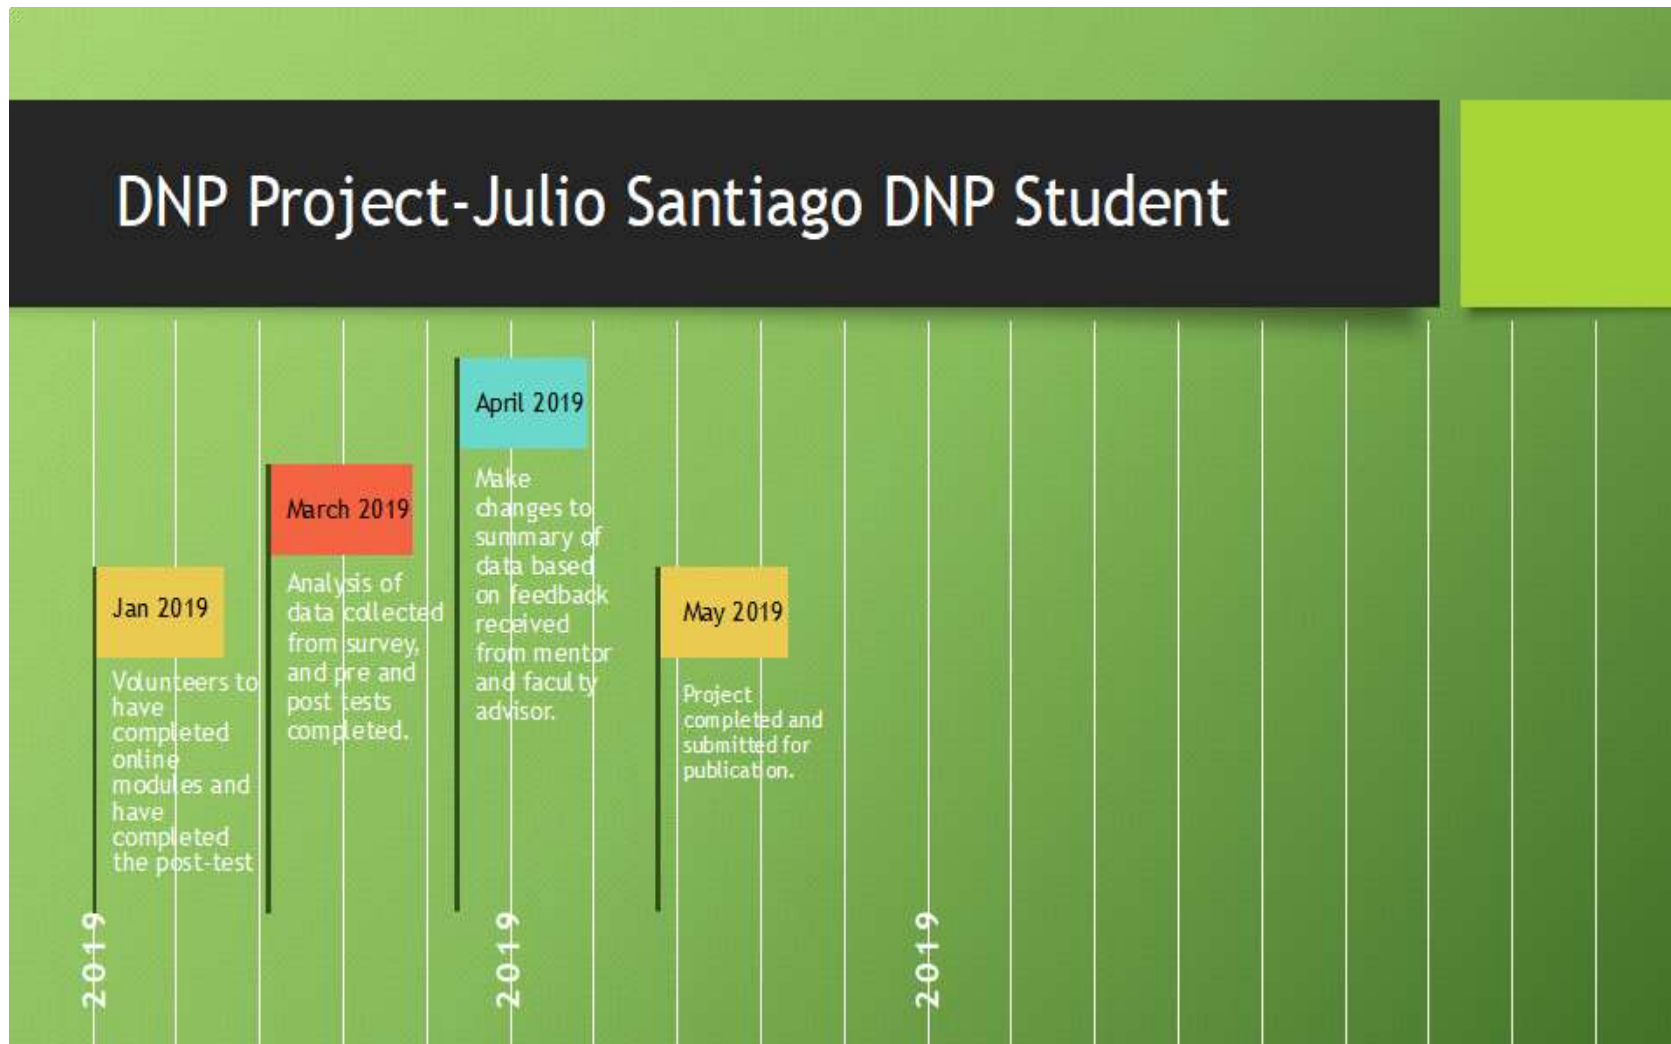 DNP Project-Julio Santiago DNP Student
Jan 2019
Volunteers to
have
completed
online
modules and
have
completed
the post-test
March 2019
Analysis of
data collected
from survey,
and pre and
post tests
completed.
April 2019
Make
changes to
summary of
data based
on feedback
received
from mentor
and faculty
advisor.
May 2019
Project
completed and
submitted for
publication.
2019
2019
2019